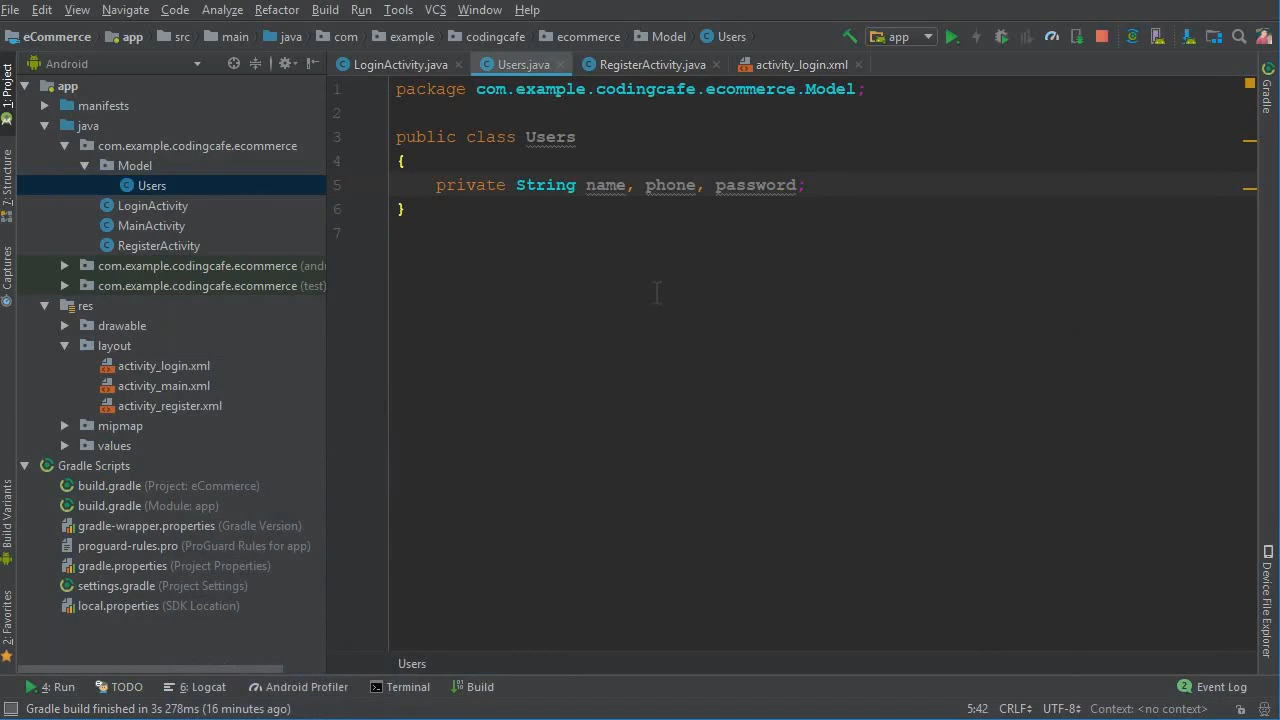 File Edit View Navigate Code Analyze Refactor Build Run Tools VCS Window Help
eCommerce app src main java com example codingcafe ecommerce Model Users app
Android LoginActivity.java Users.java RegisterActivity.java activity_login.xml
1: Project
7: Structure
Captures
Build Variants
2: Favorites
app
manifests
java
com.example.codingcafe.ecommerce
Model
Users
LoginActivity
MainActivity
RegisterActivity
com.example.codingcafe.ecommerce (andr
com.example.codingcafe.ecommerce (test)
res
drawable
layout
activity_login.xml
activity_main.xml
activity_register.xml
mipmap
values
Gradle Scripts
build.gradle (Project: eCommerce)
build.gradle (Module: app)
gradle-wrapper.properties (Gradle Version)
proguard-rules.pro (ProGuard Rules for app)
gradle.properties (Project Properties)
settings.gradle (Project Settings)
local.properties (SDK Location)
1 package com.example.codingcafe.ecommerce.Model;
2
3 public class Users
4 {
5 private String name, phone, password;
6 }
7
Users
Gradle
Device File Explorer
4: Run TODO 6: Logcat Android Profiler Terminal Build 2 Event Log
Gradle build finished in 3s 278ms (16 minutes ago) 5:42 CRLF UTF-8 Context: <no context>